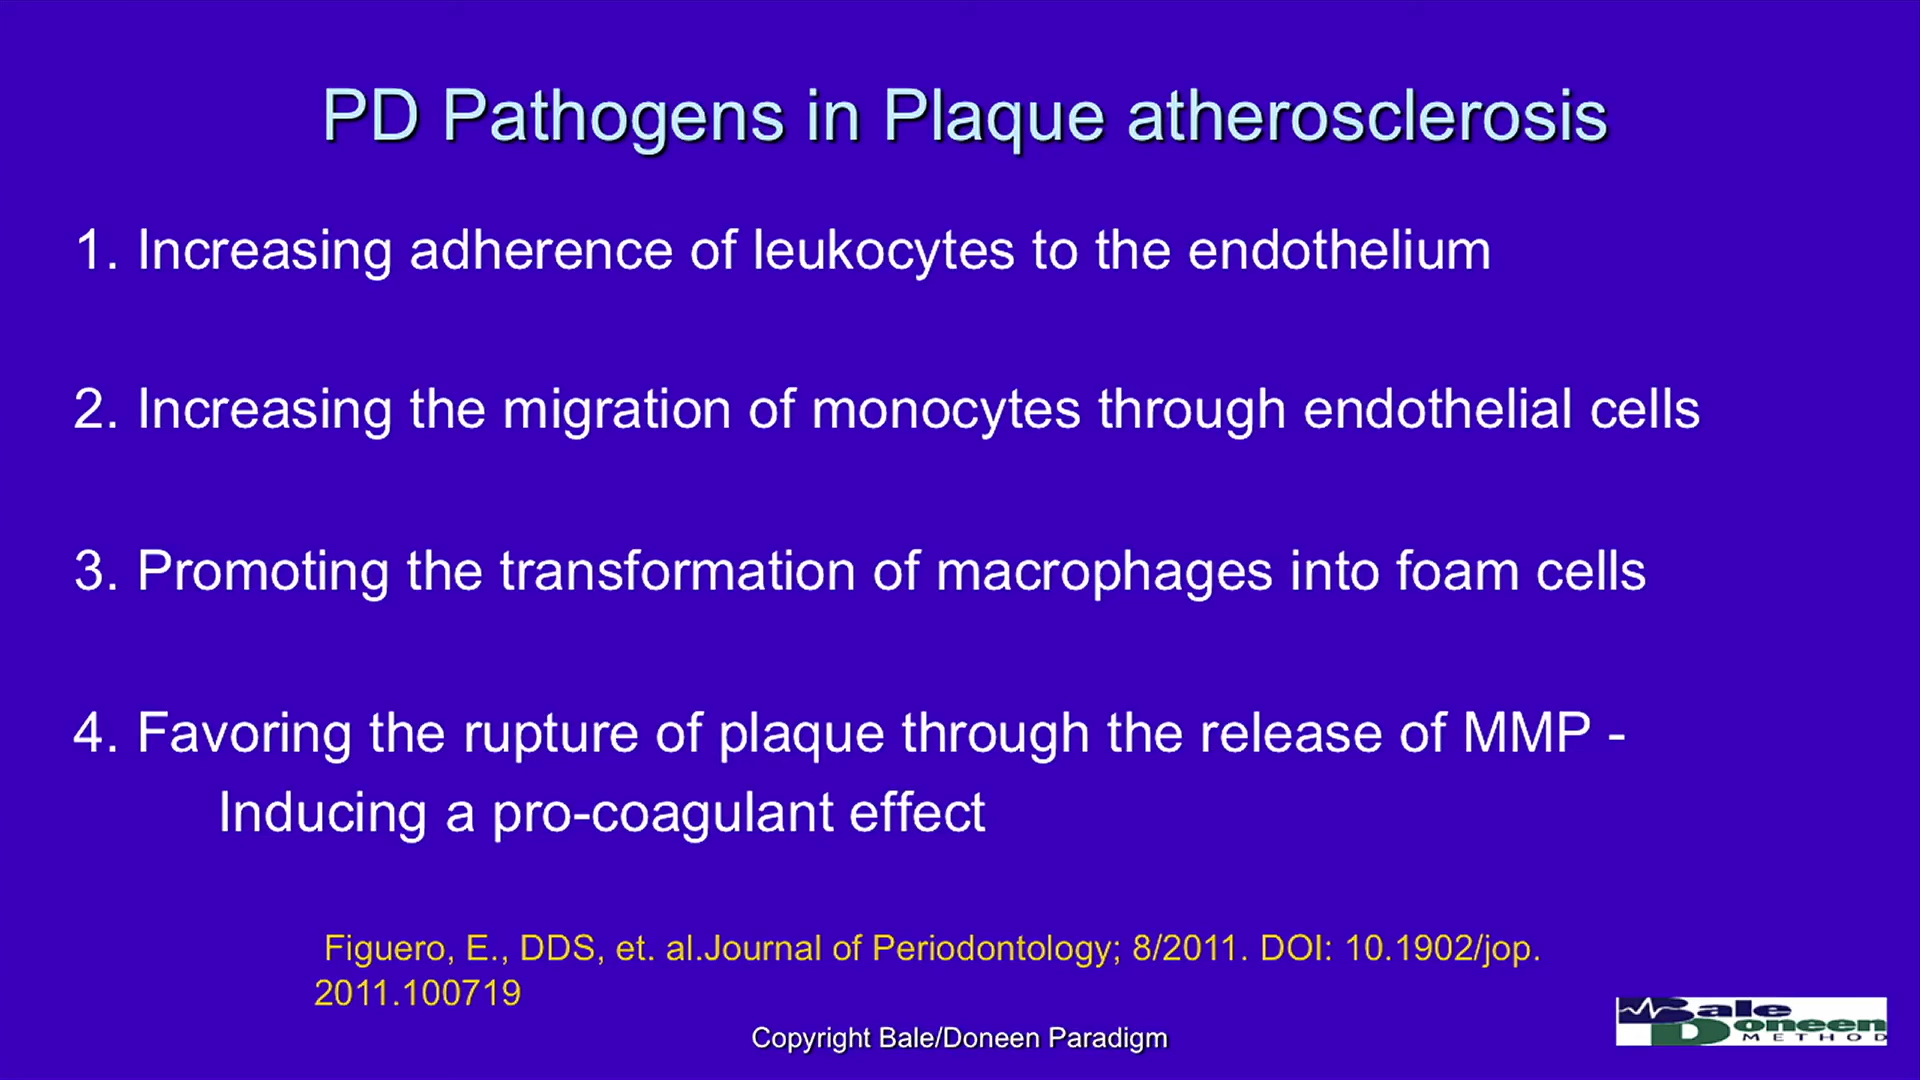 PD Pathogens in Plaque atherosclerosis
1. Increasing adherence of leukocytes to the endothelium
2. Increasing the migration of monocytes through endothelial cells
3. Promoting the transformation of macrophages into foam cells
4. Favoring the rupture of plaque through the release of MMP -
Inducing a pro-coagulant effect
Figuero, E., DDS, et. al.Journal of Periodontology; 8/2011. DOI: 10.1902/jop.
2011.100719
Copyright Bale/Doneen Paradigm
Bale
Doneen
METHOD